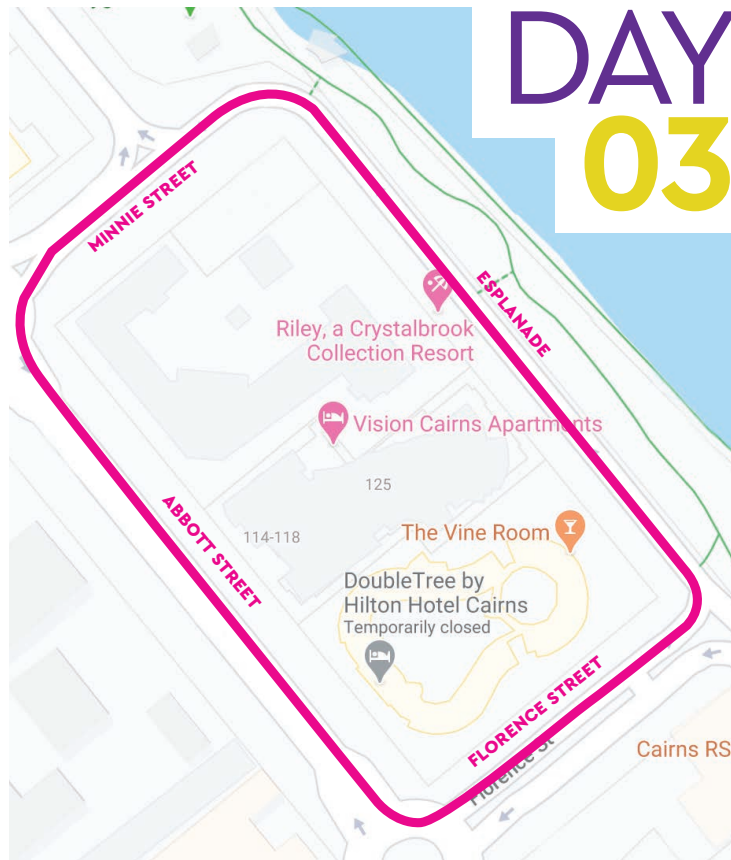 DAY
03
MINNIE STREET
ESPLANADE
Riley, a Crystalbrook
Collection Resort
Vision Cairns Apartments
125
ABBOTT STREET
114-118
The Vine Room
DoubleTree by
Hilton Hotel Cairns
Temporarily closed
FLORENCE STREET
Florence St
Cairns RS